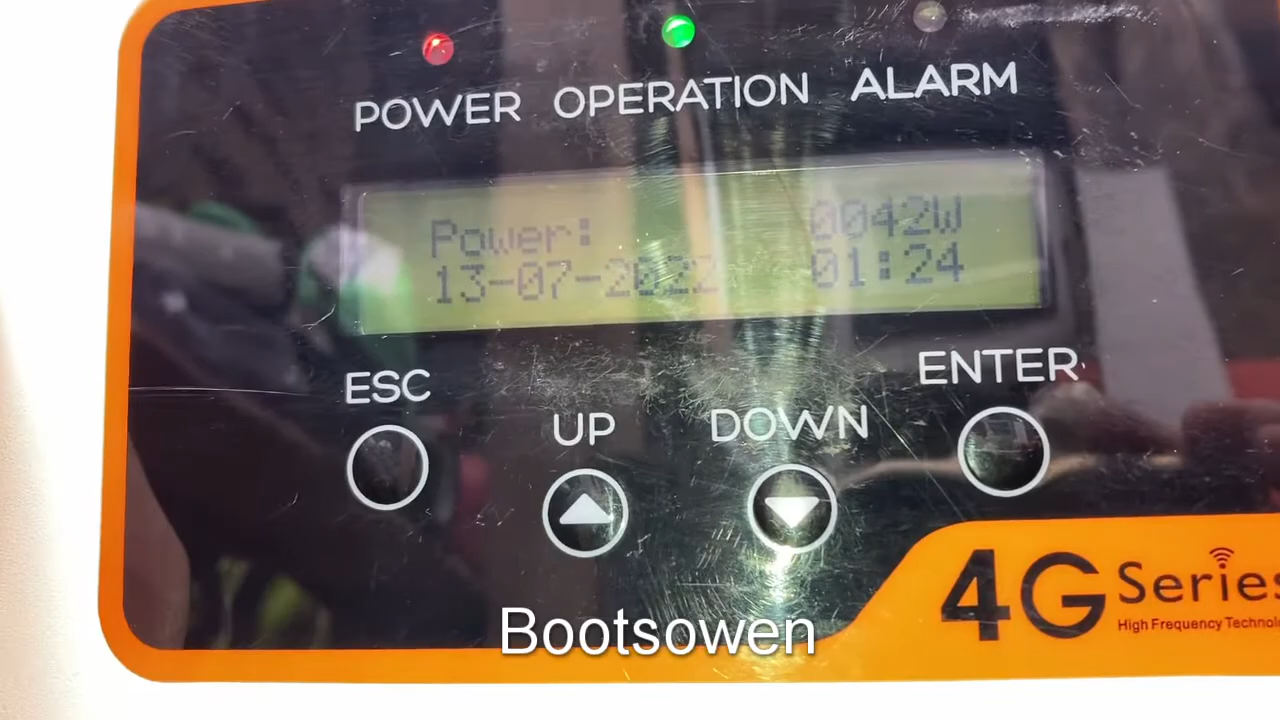 POWER OPERATION ALARM
Power: 0042W
13-07-2022 01:24
ESC UP DOWN ENTER
4G Series
High Frequency
Bootsowen